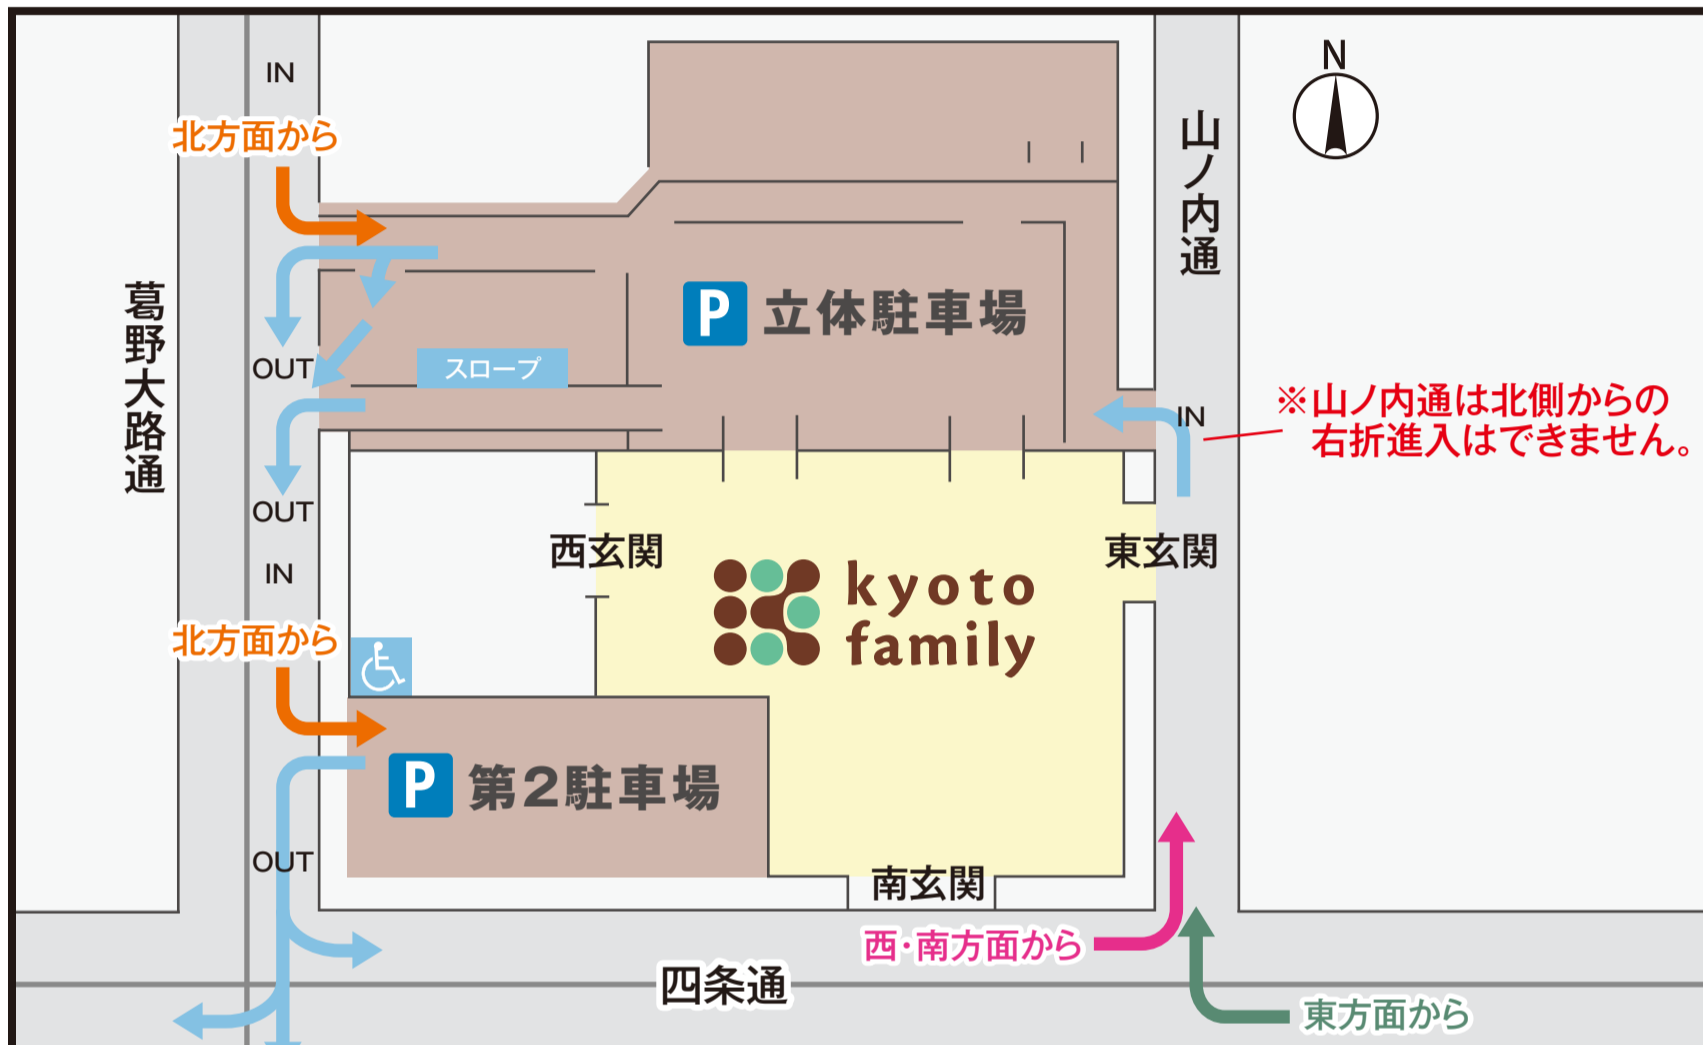 N
IN
北方面から
山ノ内通
葛野大路通
P 立体駐車場
OUT
スロープ
IN
※山ノ内通は北側からの
右折進入はできません。
OUT
西玄関
東玄関
IN
kyoto
family
北方面から
P 第2駐車場
OUT
南玄関
西・南方面から
四条通
東方面から